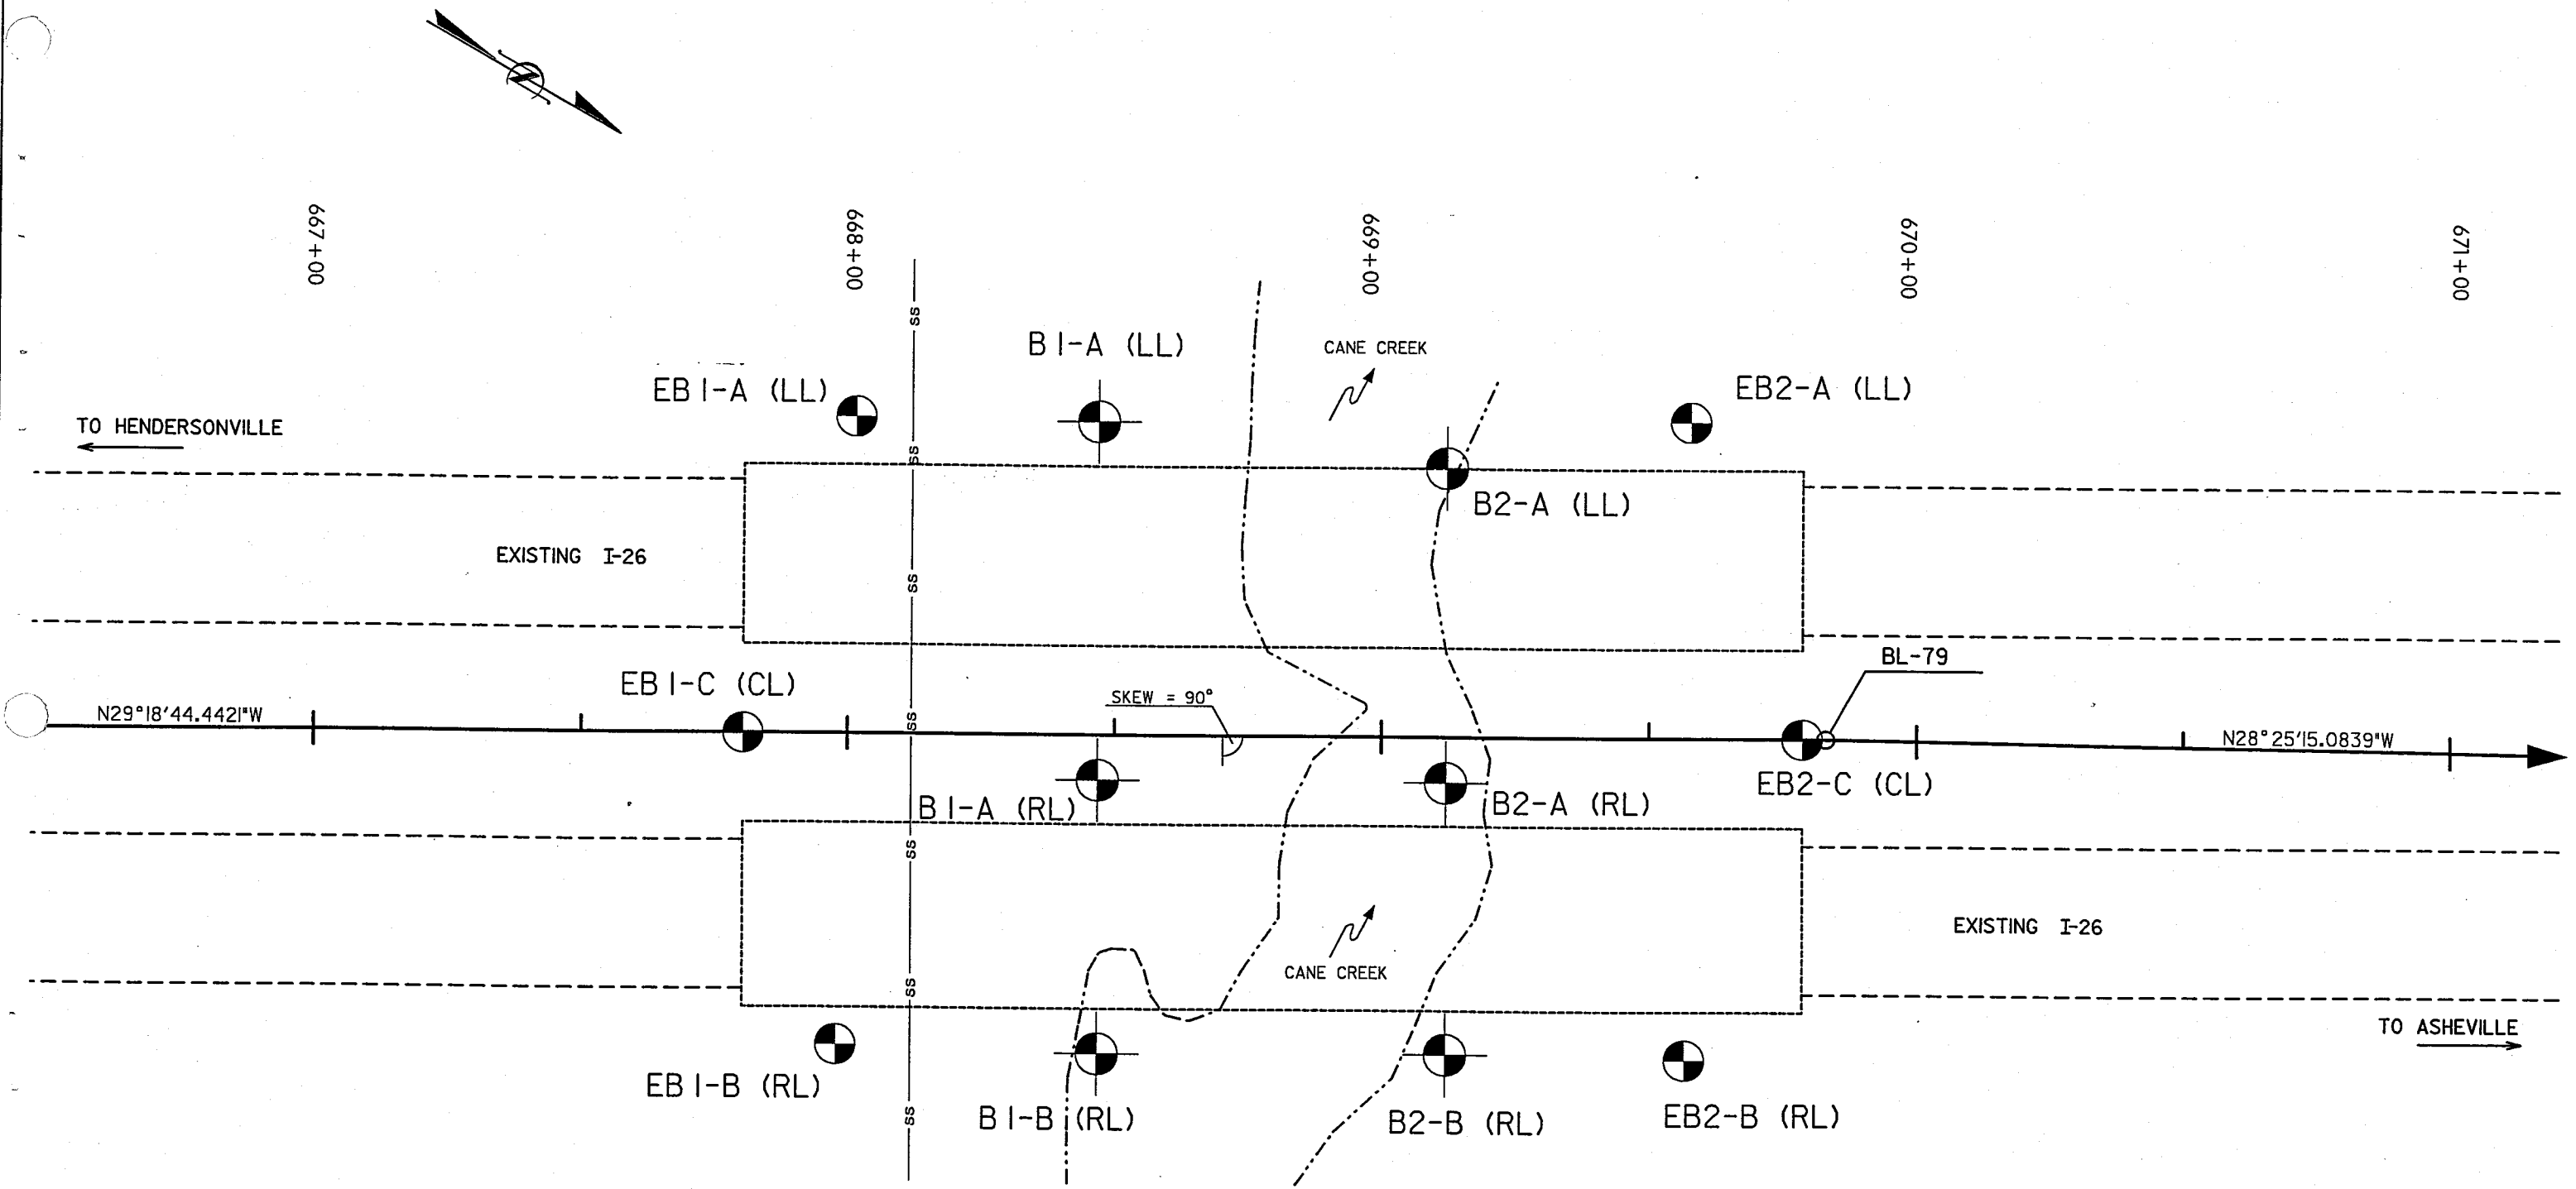 N
667+00
668+00
669+00
670+00
671+00
SS
B1-A (LL)
CANE CREEK
EB1-A (LL)
EB2-A (LL)
TO HENDERSONVILLE
SS
B2-A (LL)
EXISTING I-26
SS
BL-79
EB1-C (CL)
SKEW = 90°
N29°18'44.4421"W
SS
N28°25'15.0839"W
EB2-C (CL)
B1-A (RL)
B2-A (RL)
SS
EXISTING I-26
CANE CREEK
SS
TO ASHEVILLE
EB1-B (RL)
SS
B1-B (RL)
B2-B (RL)
EB2-B (RL)